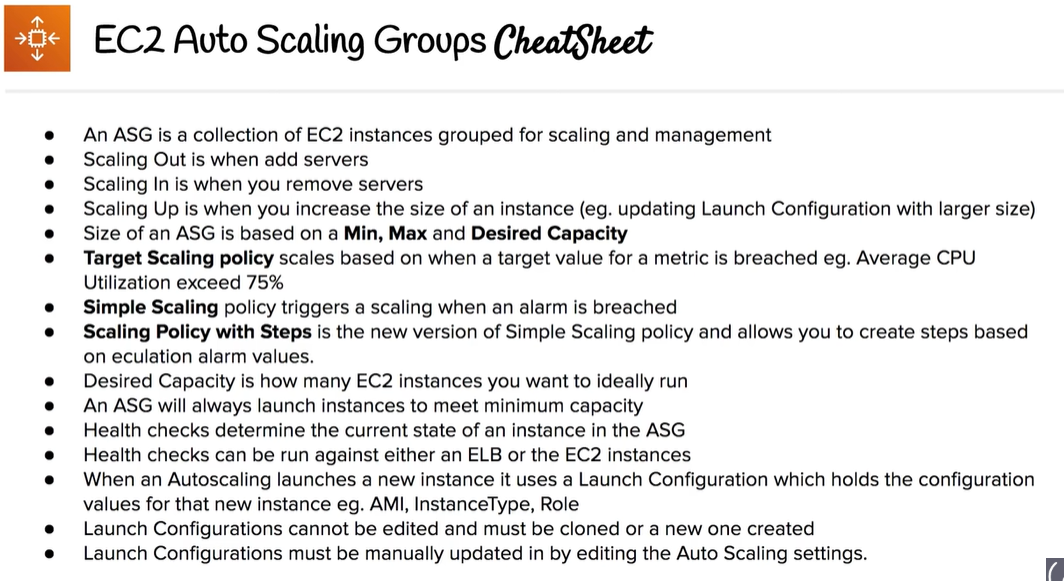 EC2 Auto Scaling Groups CheatSheet
● An ASG is a collection of EC2 instances grouped for scaling and management
● Scaling Out is when add servers
● Scaling In is when you remove servers
● Scaling Up is when you increase the size of an instance (eg. updating Launch Configuration with larger size)
● Size of an ASG is based on a Min, Max and Desired Capacity
● Target Scaling policy scales based on when a target value for a metric is breached eg. Average CPU
Utilization exceed 75%
● Simple Scaling policy triggers a scaling when an alarm is breached
● Scaling Policy with Steps is the new version of Simple Scaling policy and allows you to create steps based
on eculation alarm values.
● Desired Capacity is how many EC2 instances you want to ideally run
● An ASG will always launch instances to meet minimum capacity
● Health checks determine the current state of an instance in the ASG
● Health checks can be run against either an ELB or the EC2 instances
● When an Autoscaling launches a new instance it uses a Launch Configuration which holds the configuration
values for that new instance eg. AMI, InstanceType, Role
● Launch Configurations cannot be edited and must be cloned or a new one created
● Launch Configurations must be manually updated in by editing the Auto Scaling settings.